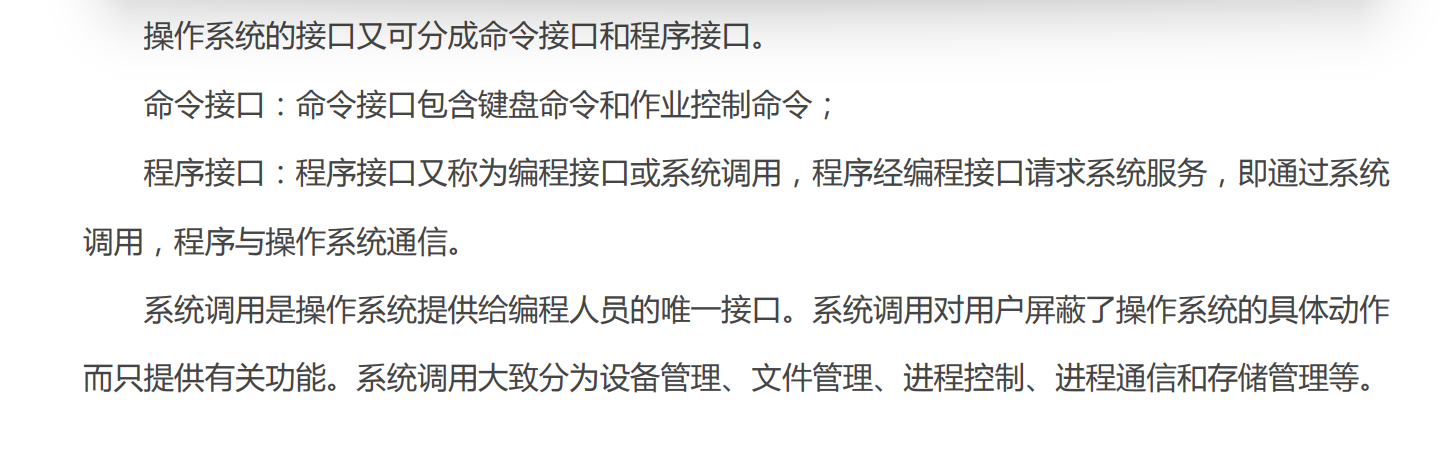 操作系统的接口又可分成命令接口和程序接口。
命令接口：命令接口包含键盘命令和作业控制命令；
程序接口：程序接口又称为编程接口或系统调用，程序经编程接口请求系统服务，即通过系统
调用，程序与操作系统通信。
系统调用是操作系统提供给编程人员的唯一接口。系统调用对用户屏蔽了操作系统的具体动作
而只提供有关功能。系统调用大致分为设备管理、文件管理、进程控制、进程通信和存储管理等。